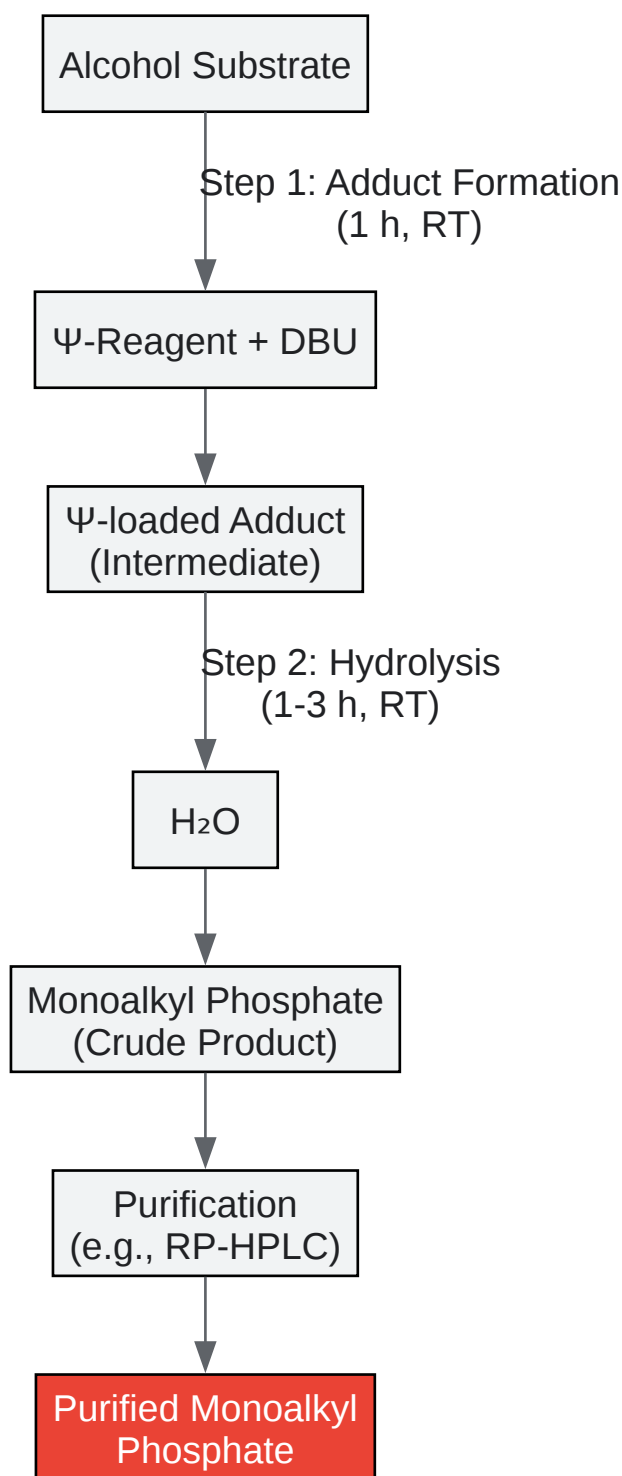 Alcohol Substrate
Step 1: Adduct Formation
(1 h, RT)
Ψ-Reagent + DBU
Ψ-loaded Adduct
(Intermediate)
Step 2: Hydrolysis
(1-3 h, RT)
H₂O
Monoalkyl Phosphate
(Crude Product)
Purification
(e.g., RP-HPLC)
Purified Monoalkyl
Phosphate